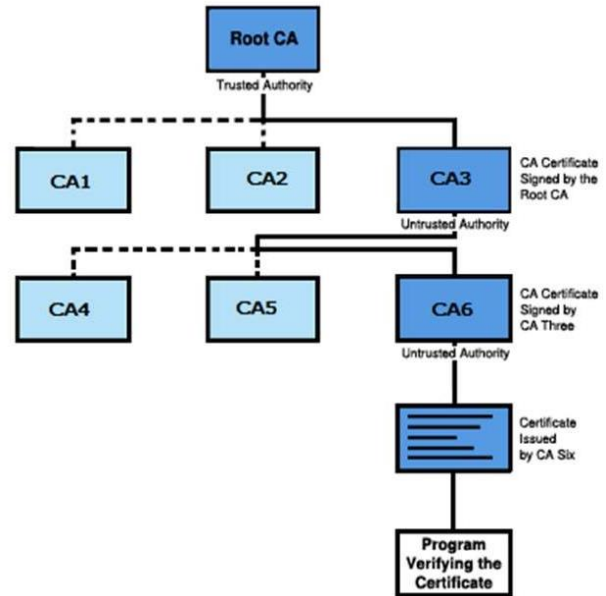 Root CA
Trusted Authority
CA1
CA2
CA3
CA Certificate
Signed by the
Root CA
Untrusted Authority
CA4
CA5
CA6
CA Certificate
Signed by
CA Three
Untrusted Authority
Certificate
Issued
by CA Six
Program
Verifying the
Certificate